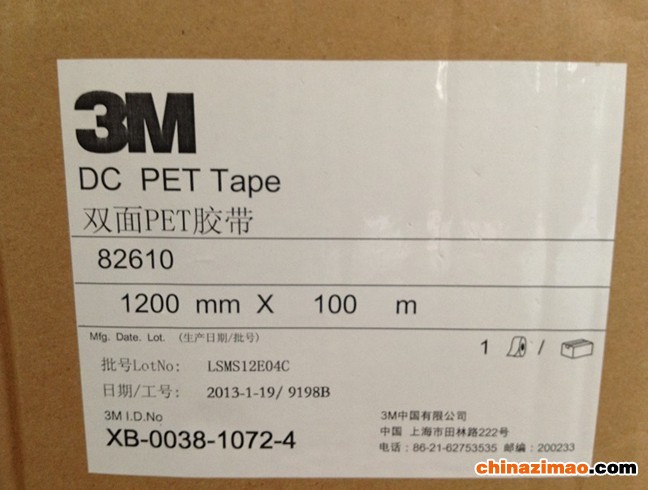 3M
DC PET Tape
双面PET胶带
82610
1200 mm X 100 m
Mfg. Date. Lot. (生产日期/批号)
1 /
批号LotNo: LSMS12E04C
日期/工号: 2013-1-19/ 9198B
3M I.D.No
XB-0038-1072-4
3M中国有限公司
中国 上海市田林路222号
电话: 86-21-62753535 邮编: 200233
chinazimao.com